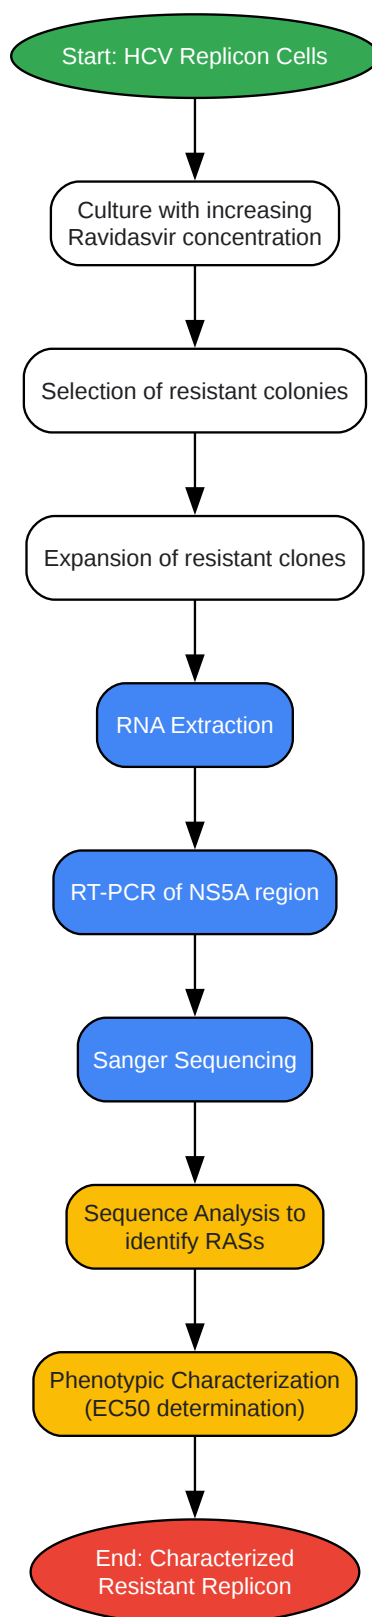 Start: HCV Replicon Cells
Culture with increasing
Ravidasvir concentration
Selection of resistant colonies
Expansion of resistant clones
RNA Extraction
RT-PCR of NS5A region
Sanger Sequencing
Sequence Analysis to
identify RASs
Phenotypic Characterization
(EC50 determination)
End: Characterized
Resistant Replicon